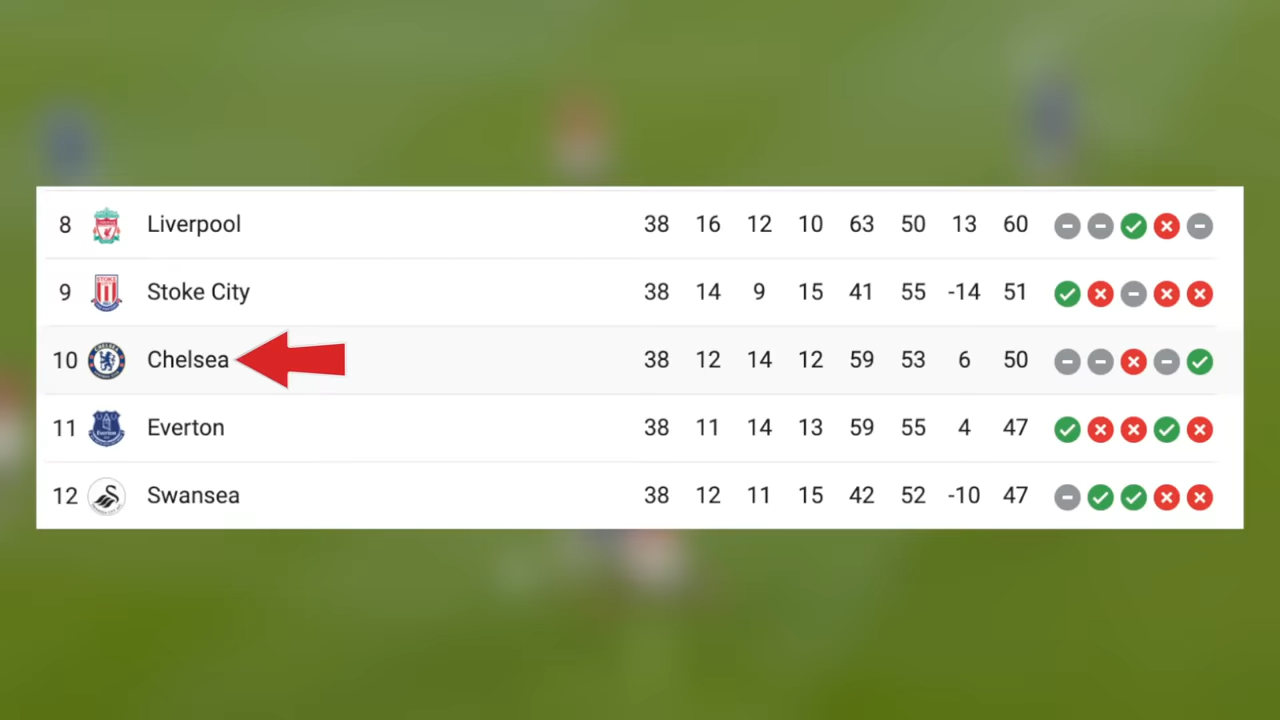 8 Liverpool 38 16 12 10 63 50 13 60
9 Stoke City 38 14 9 15 41 55 -14 51
10 Chelsea 38 12 14 12 59 53 6 50
11 Everton 38 11 14 13 59 55 4 47
12 Swansea 38 12 11 15 42 52 -10 47